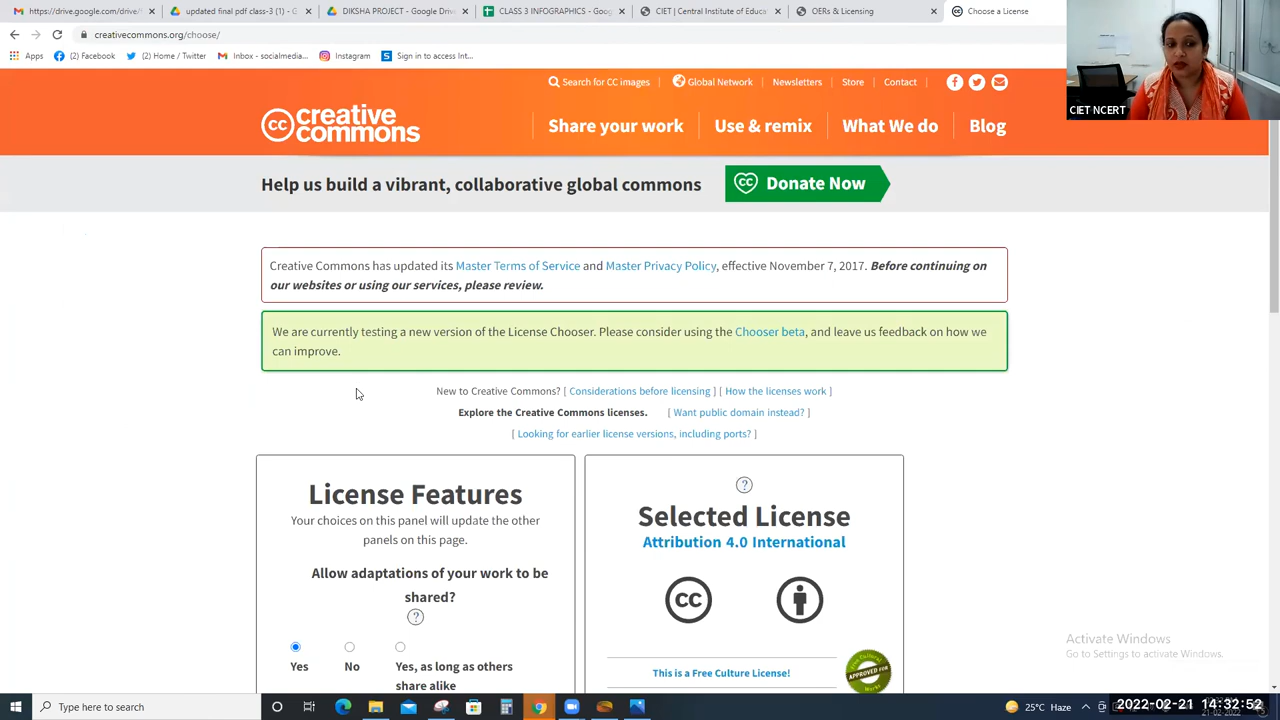 https://drive.google.com/drive/
updated final pdf class-3 (1) - G
DIKSHA PROJECT - Google Drive
CLASS 3 INFOGRAPHICS - Goog
CIET | Central Institute of Educa
OERs & Licensing
Choose a License
creativecommons.org/choose/
Apps
(2) Facebook
(2) Home / Twitter
Inbox - socialmedia...
Instagram
Sign in to access Int...
CIET NCERT
Search for CC images
Global Network
Newsletters
Store
Contact
cc creative commons
Share your work
Use & remix
What We do
Blog
Help us build a vibrant, collaborative global commons
Donate Now
Creative Commons has updated its Master Terms of Service and Master Privacy Policy, effective November 7, 2017. Before continuing on
our websites or using our services, please review.
We are currently testing a new version of the License Chooser. Please consider using the Chooser beta, and leave us feedback on how we
can improve.
New to Creative Commons? [ Considerations before licensing ] [ How the licenses work ]
Explore the Creative Commons licenses. [ Want public domain instead? ]
[ Looking for earlier license versions, including ports? ]
License Features
Your choices on this panel will update the other
panels on this page.
Allow adaptations of your work to be
shared?
?
Yes
No
Yes, as long as others
share alike
?
Selected License
Attribution 4.0 International
cc
This is a Free Culture License!
APPROVED FOR
Activate Windows
Go to Settings to activate Windows.
Type here to search
25°C Haze
2022-02-21 14:32:52